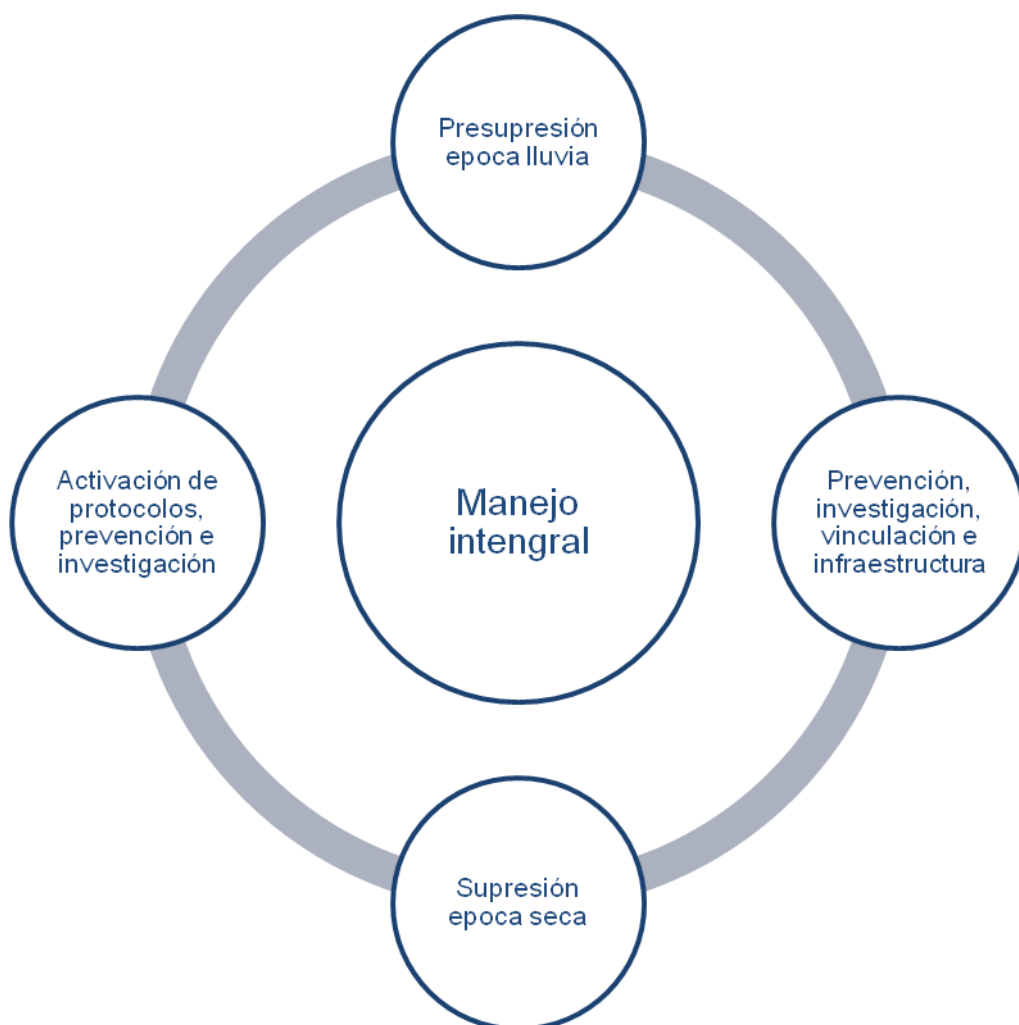 Presupresión
epoca lluvia
Activación de
protocolos,
prevención e
investigación
Manejo
intengral
Prevención,
investigación,
vinculación e
infraestructura
Supresión
epoca seca